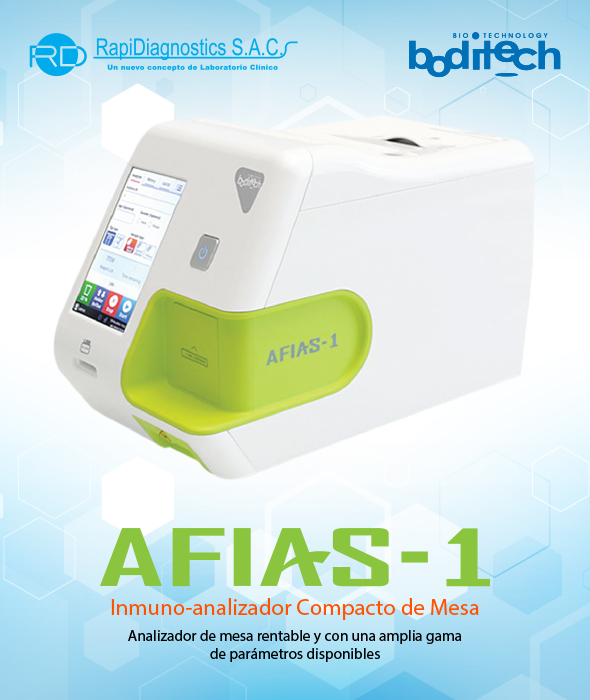 RapiDiagnostics S.A.C.
Un nuevo concepto de Laboratorio Clínico
BIO TECHNOLOGY
boditech
boditech
AFIAS-1
AFIAS-1
Inmuno-analizador Compacto de Mesa
Analizador de mesa rentable y con una amplia gama
de parámetros disponibles